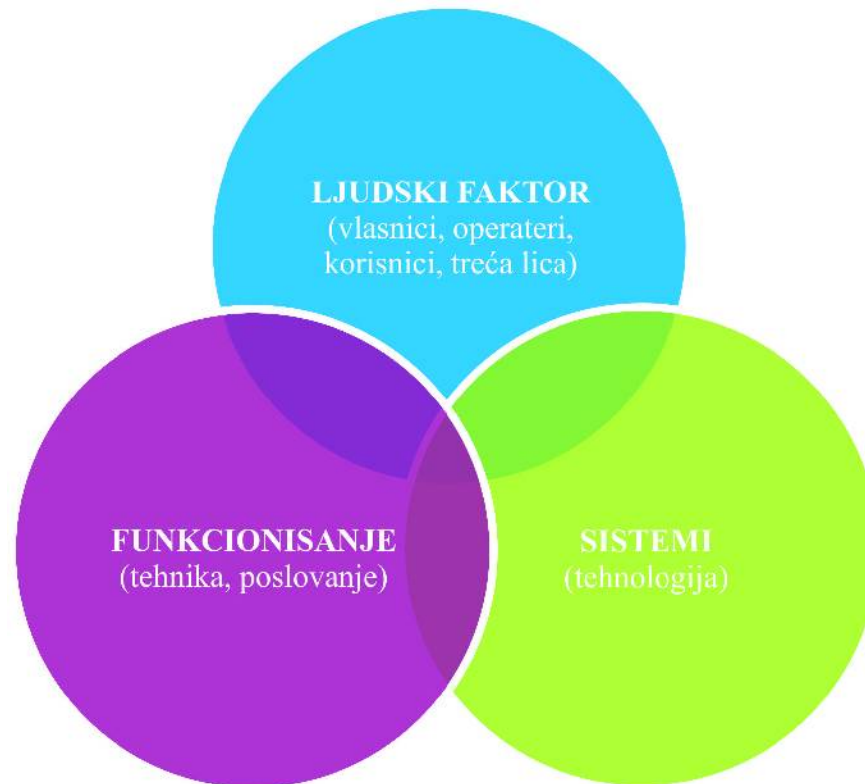 LJUDSKI FAKTOR
(vlasnici, operateri,
korisnici, treća lica)
FUNKCIONISANJE
(tehnika, poslovanje)
SISTEMI
(tehnologija)